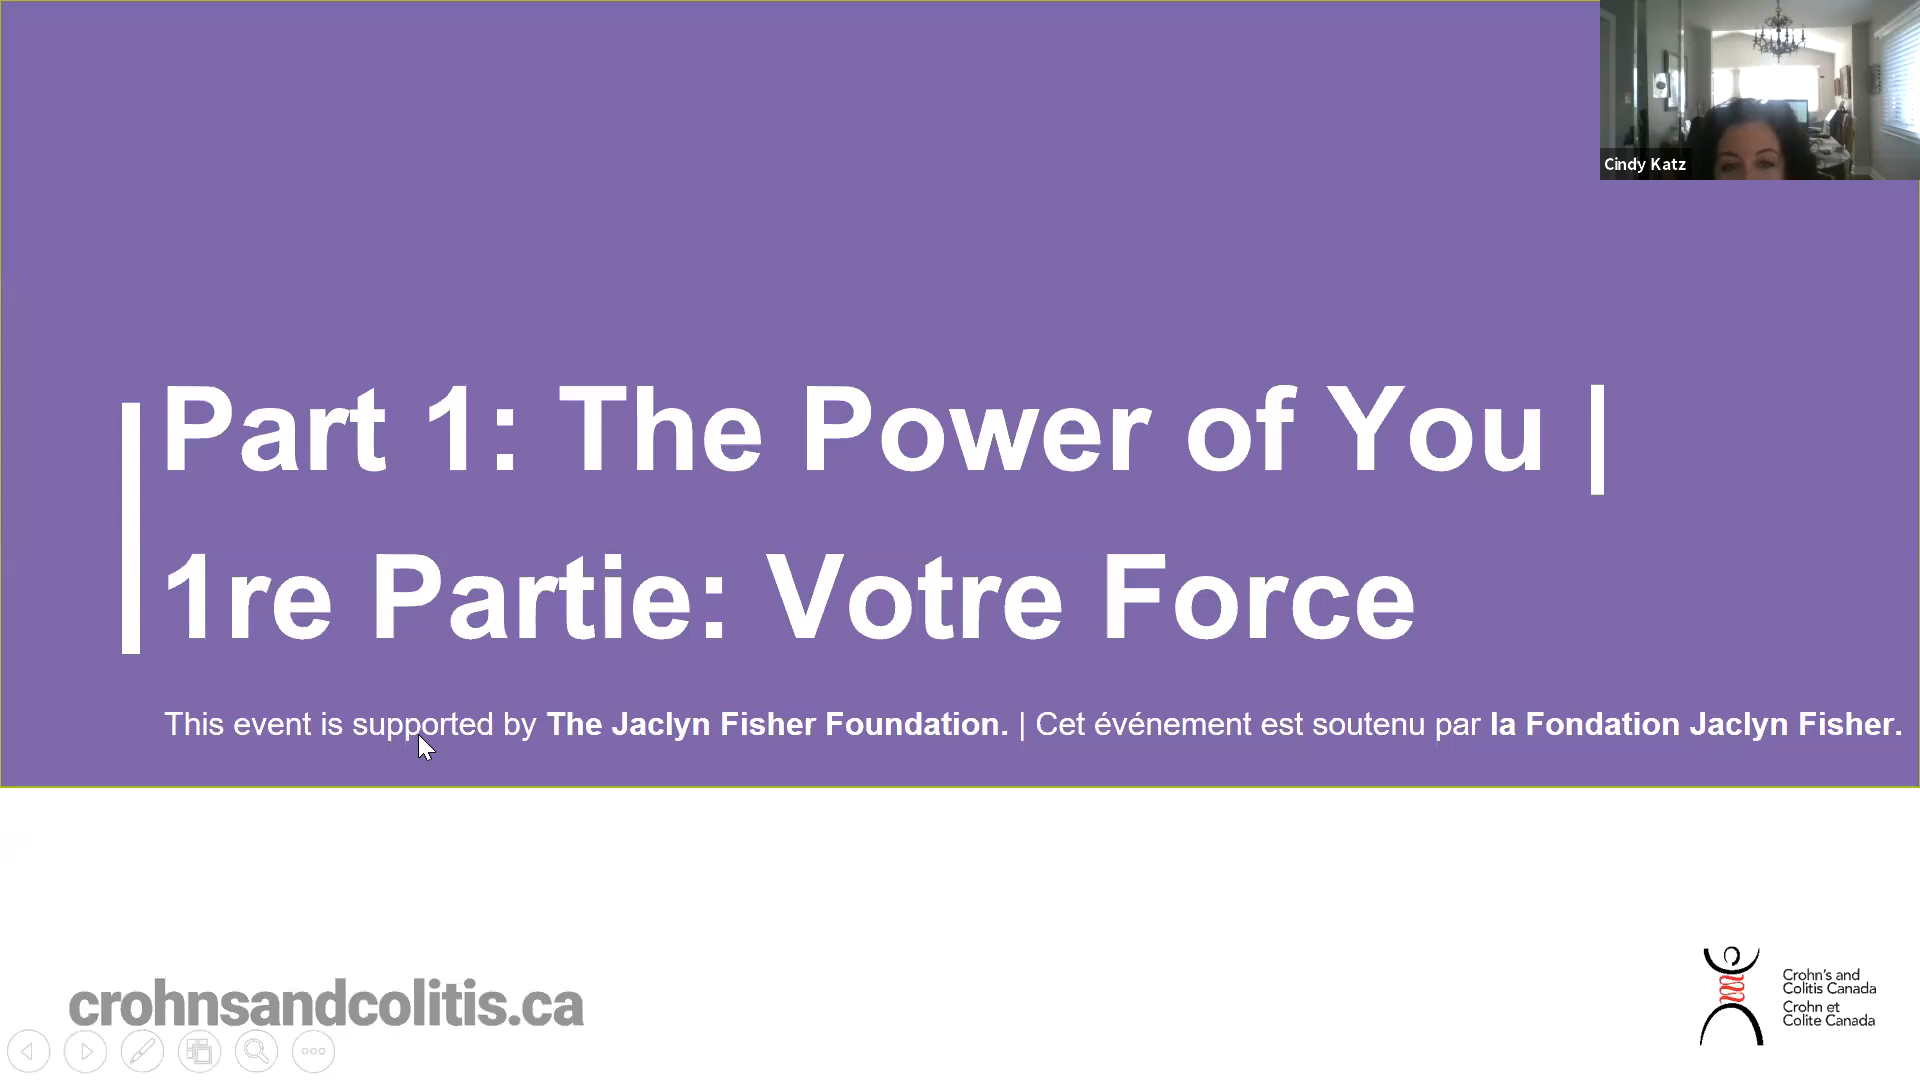 Cindy Katz
Part 1: The Power of You |
1re Partie: Votre Force
This event is supported by The Jaclyn Fisher Foundation. | Cet événement est soutenu par la Fondation Jaclyn Fisher.
crohnsandcolitis.ca
Crohn's and
Colitis Canada
Crohn et
Colite Canada